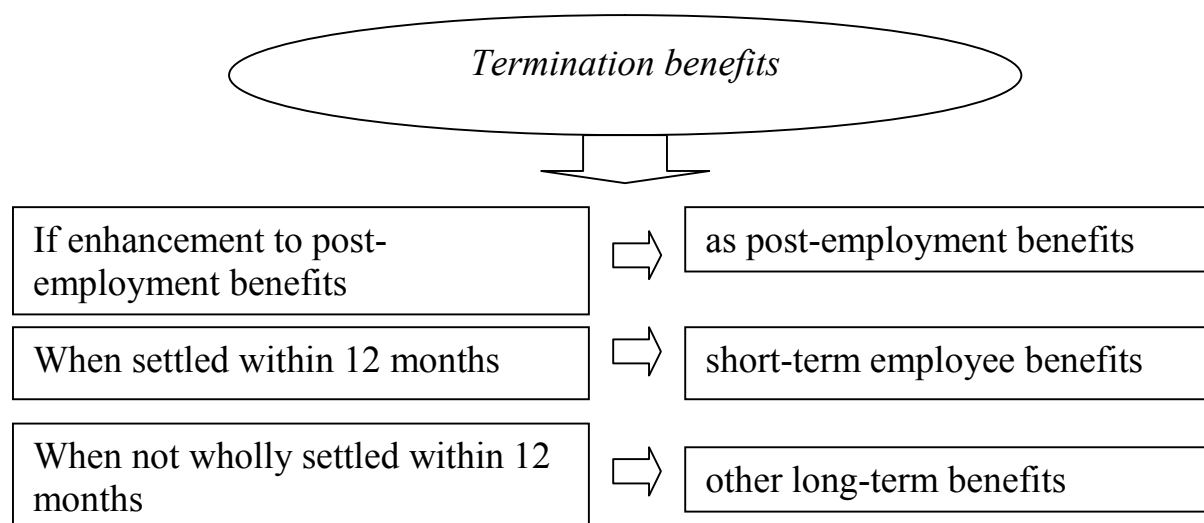 Termination benefits
If enhancement to post-
employment benefits
as post-employment benefits
When settled within 12 months
short-term employee benefits
When not wholly settled within 12
months
other long-term benefits